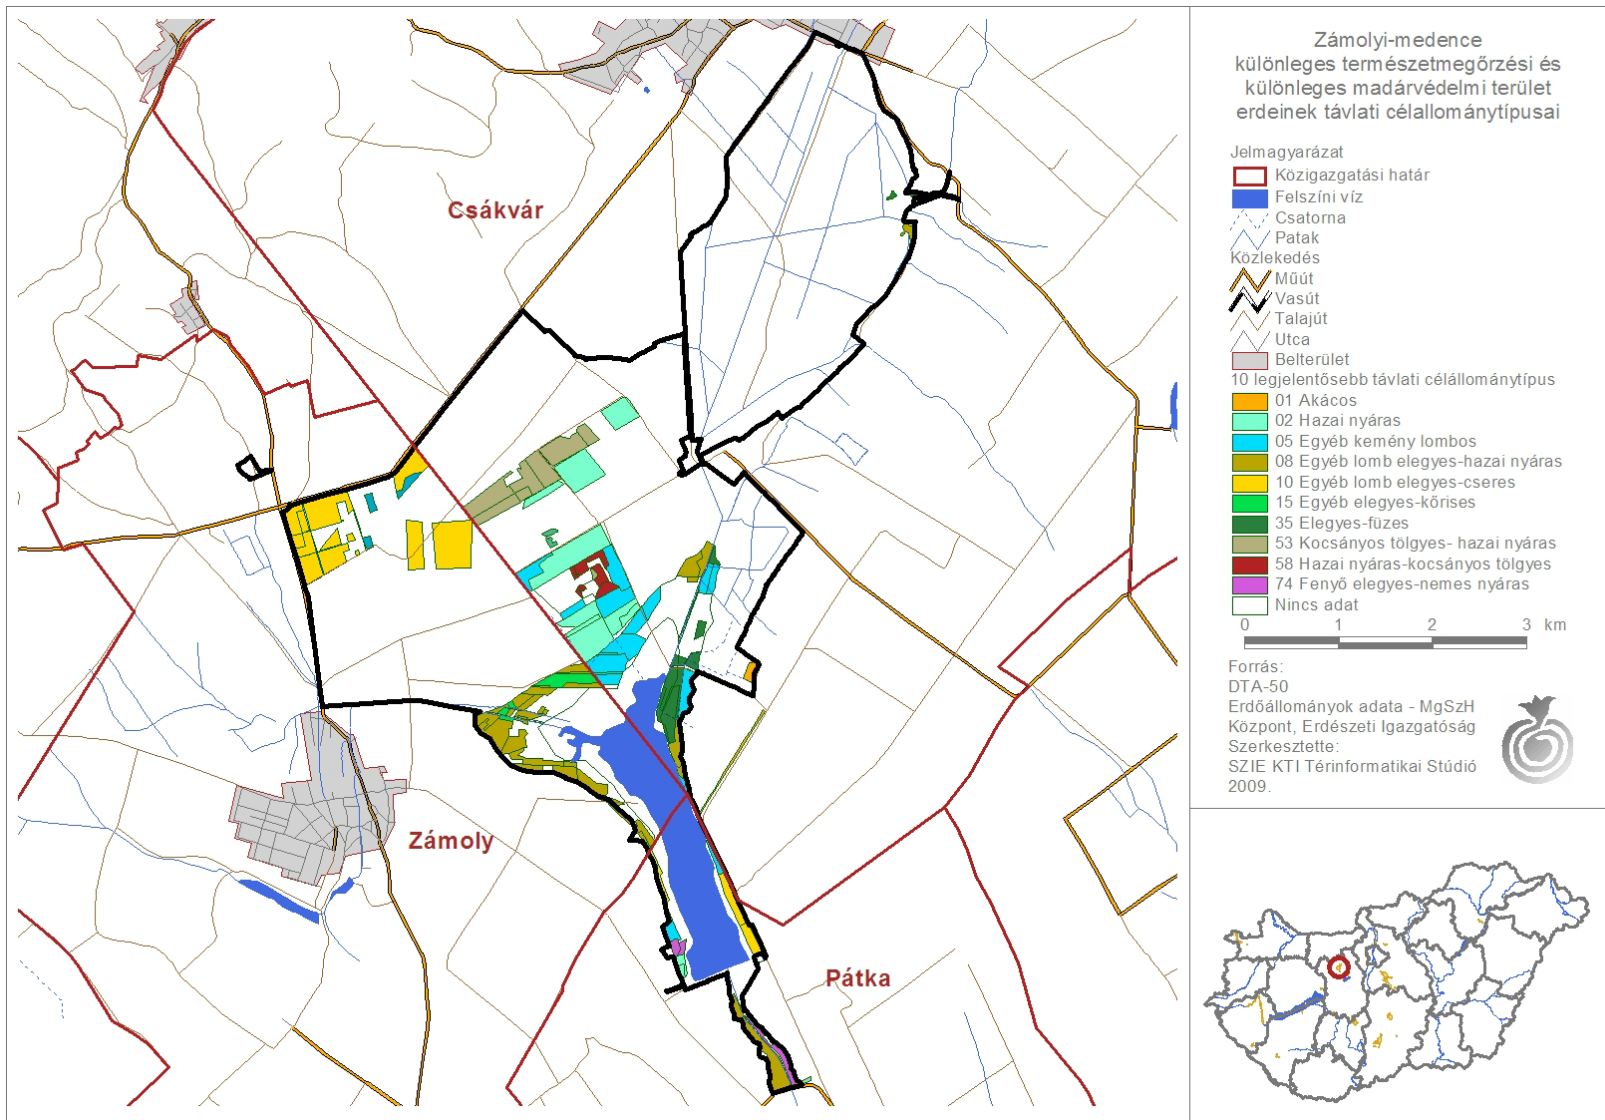 Zámolyi-medence
különleges természetmegőrzési és
különleges madárvédelmi terület
erdeinek távlati célallománytípusai
Jelmagyarázat
Közigazgatási határ
Felszíni víz
Csatorna
Patak
Közlekedés
Műút
Vasút
Talajút
Utca
Belterület
10 legjelentősebb távlati célállománytípus
01 Akácos
02 Hazai nyáras
05 Egyéb kemény lombos
08 Egyéb lomb elegyes-hazai nyáras
10 Egyéb lomb elegyes-cseres
15 Egyéb elegyes-kőrises
35 Elegyes-füzes
53 Kocsányos tölgyes- hazai nyáras
58 Hazai nyáras-kocsányos tölgyes
74 Fenyő elegyes-nemes nyáras
Nincs adat
0 1 2 3 km
Forrás:
DTA-50
Erdőállományok adata - MgSzH
Központ, Erdészeti Igazgatóság
Szerkesztette:
SZIE KTI Térinformatikai Stúdió
2009.
Csákvár
Zámoly
Pátka